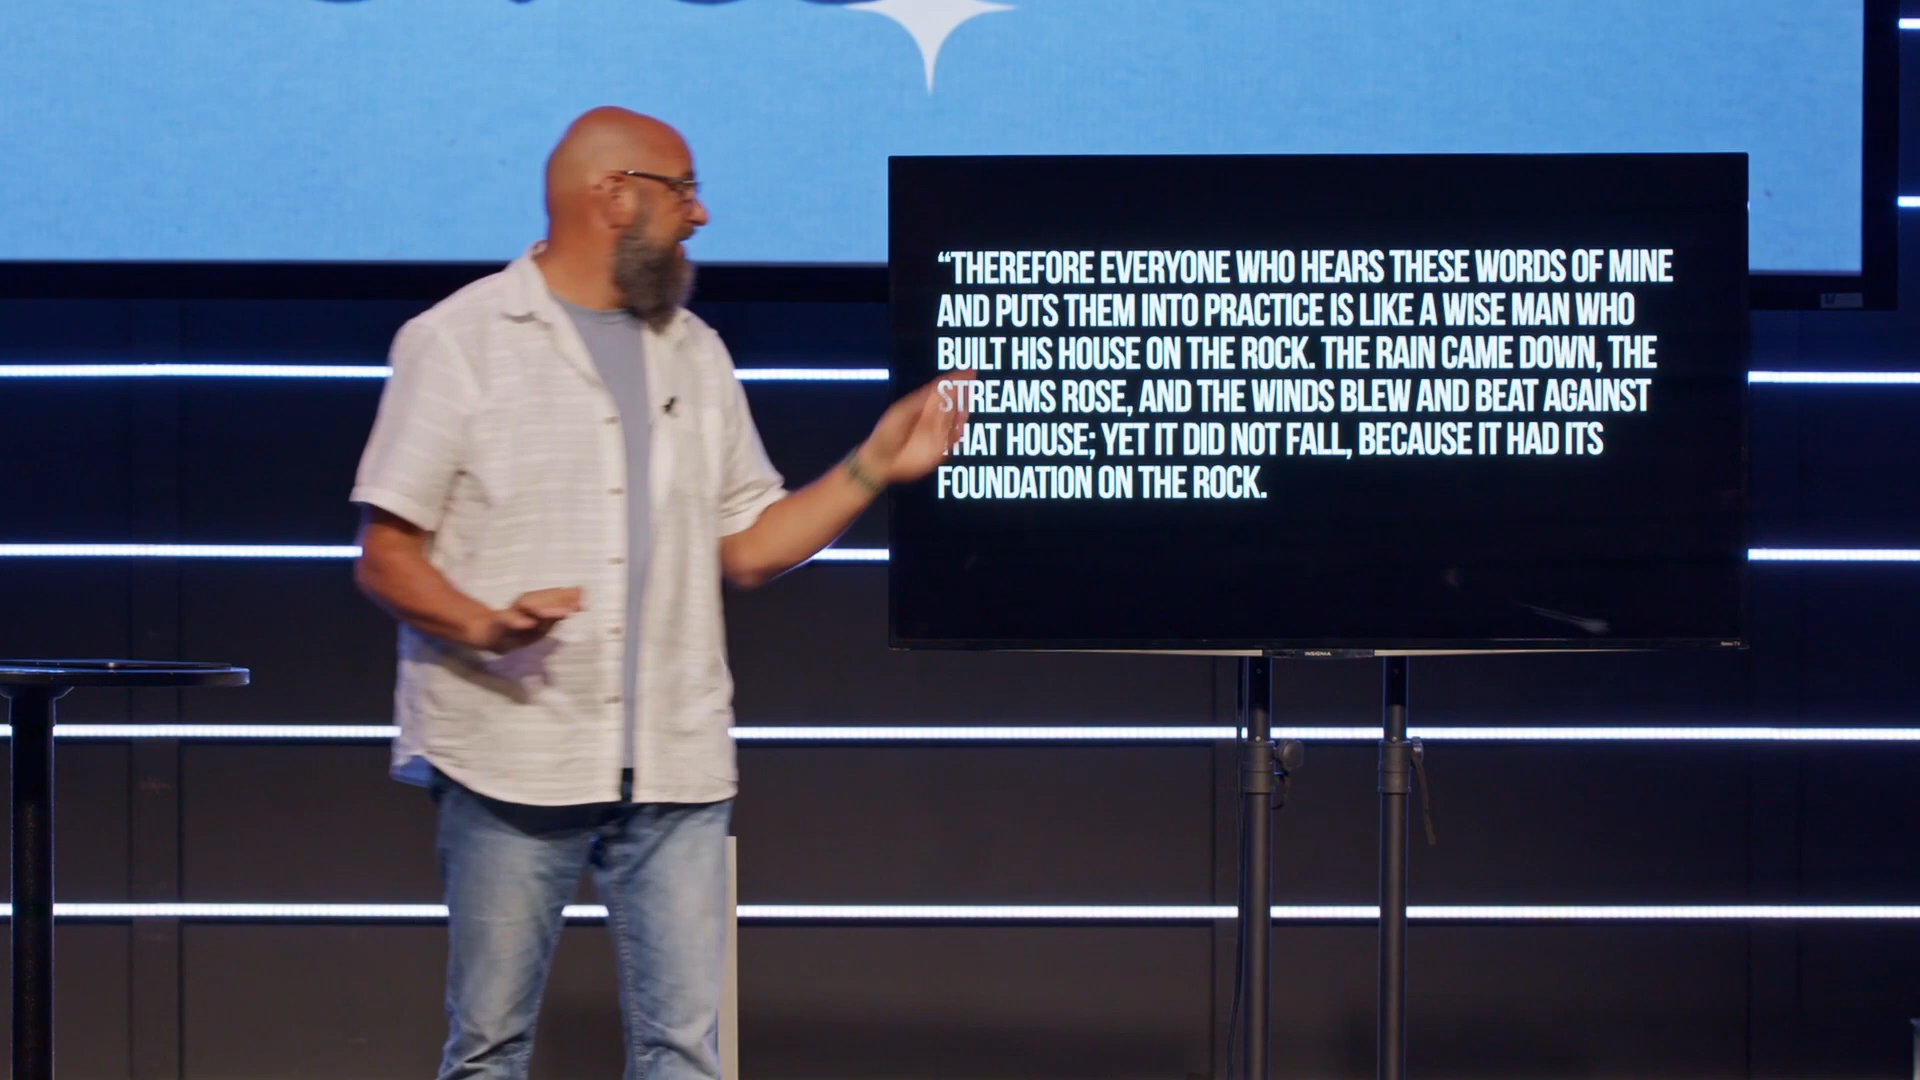 “THEREFORE EVERYONE WHO HEARS THESE WORDS OF MINE
AND PUTS THEM INTO PRACTICE IS LIKE A WISE MAN WHO
BUILT HIS HOUSE ON THE ROCK. THE RAIN CAME DOWN, THE
STREAMS ROSE, AND THE WINDS BLEW AND BEAT AGAINST
THAT HOUSE; YET IT DID NOT FALL, BECAUSE IT HAD ITS
FOUNDATION ON THE ROCK.
INSIGNIA